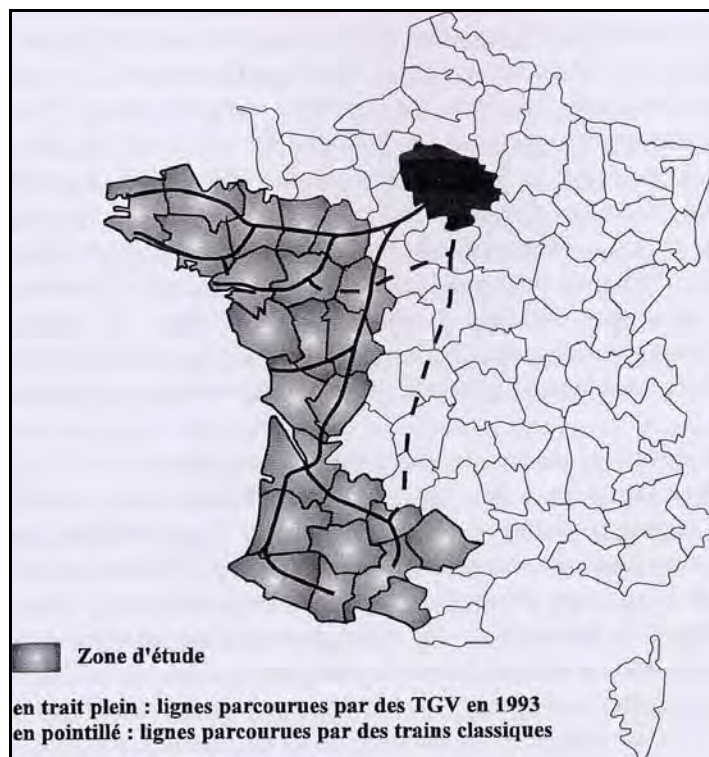 Zone d'étude
en trait plein : lignes parcourues par des TGV en 1993
en pointillé : lignes parcourues par des trains classiques